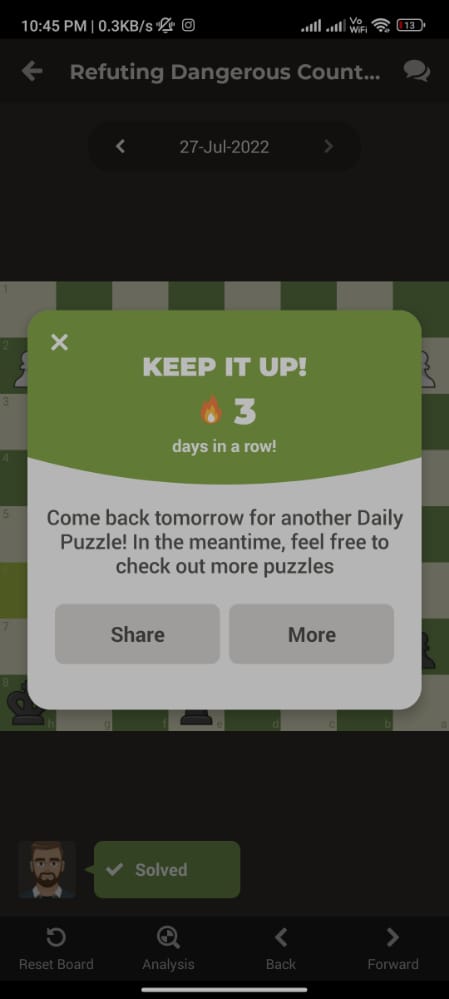 10:45 PM | 0.3KB/s
Vo
WiFi
13
Refuting Dangerous Count...
27-Jul-2022
1
2
3
4
5
7
8
KEEP IT UP!
3
days in a row!
Come back tomorrow for another Daily
Puzzle! In the meantime, feel free to
check out more puzzles
Share
More
h
g
f
e
d
c
b
a
Solved
Reset Board
Analysis
Back
Forward